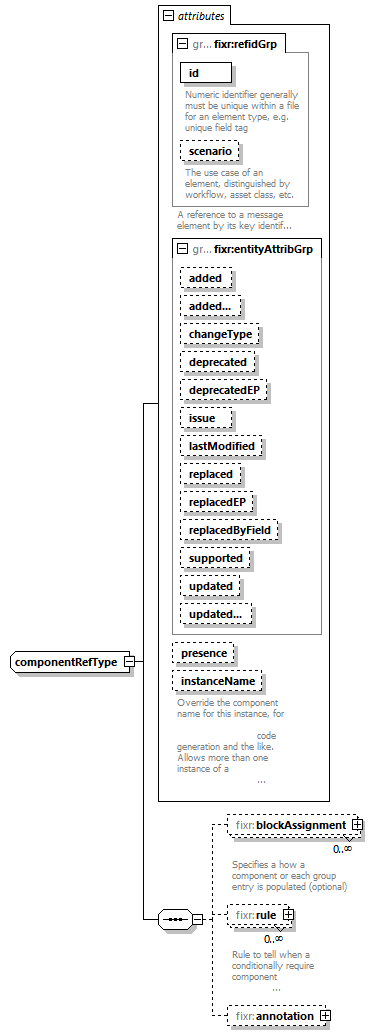 attributes
gr... fixr:refidGrp
id
Numeric identifier generally
must be unique within a file
for an element type, e.g.
unique field tag
scenario
The use case of an
element, distinguished by
workflow, asset class, etc.
A reference to a message
element by its key identif...
gr... fixr:entityAttribGrp
added
added...
changeType
deprecated
deprecatedEP
issue
lastModified
replaced
replacedEP
replacedByField
supported
updated
updated...
componentRefType
presence
instanceName
Override the component
name for this instance, for
code
generation and the like.
Allows more than one
instance of a
...
fixr:blockAssignment
0..∞
Specifies a how a
component or each group
entry is populated (optional)
fixr:rule
0..∞
Rule to tell when a
conditionally require
component
...
fixr:annotation